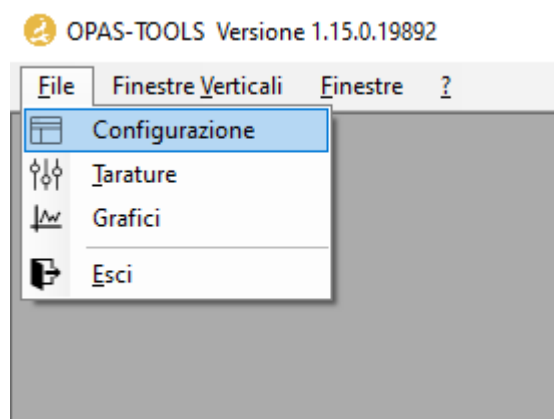 OPAS-TOOLS Versione 1.15.0.19892
File Finestre Verticali Finestre ?
Configurazione
Tarature
Grafici
Esci